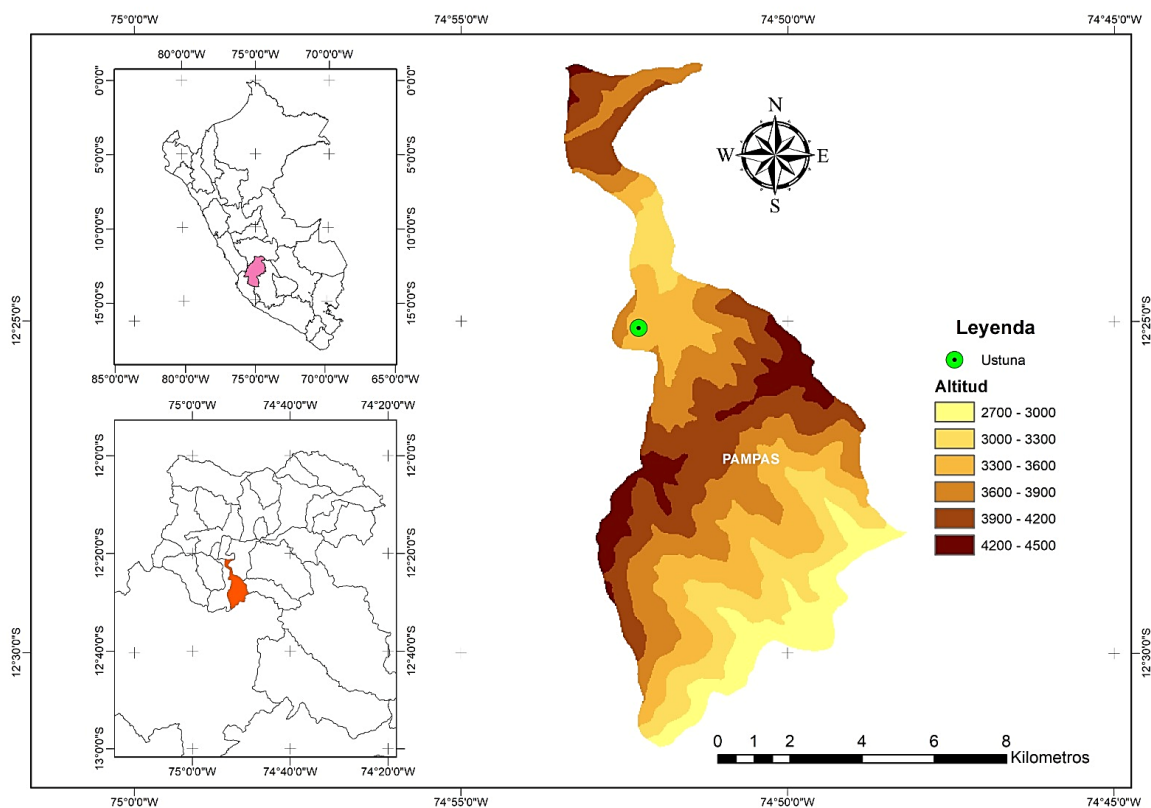 75°0'0"W 74°55'0"W 74°50'0"W 74°45'0"W
80°0'0"W 75°0'0"W 70°0'0"W
0°0'0" 0°0'0"
5°0'0"S 5°0'0"S
10°0'0"S 10°0'0"S
15°0'0"S 15°0'0"S
85°0'0"W 80°0'0"W 75°0'0"W 70°0'0"W 65°0'0"W
N
W E
S
12°25'0"S 12°25'0"S
Leyenda
Ustuna
Altitud
2700 - 3000
3000 - 3300
3300 - 3600
3600 - 3900
3900 - 4200
4200 - 4500
PAMPAS
75°0'0"W 74°40'0"W 74°20'0"W
12°0'0"S 12°0'0"S
12°20'0"S 12°20'0"S
12°40'0"S 12°40'0"S
13°0'0"S 13°0'0"S
75°0'0"W 74°40'0"W 74°20'0"W
12°30'0"S 12°30'0"S
0 1 2 4 6 8
Kilometros
75°0'0"W 74°55'0"W 74°50'0"W 74°45'0"W